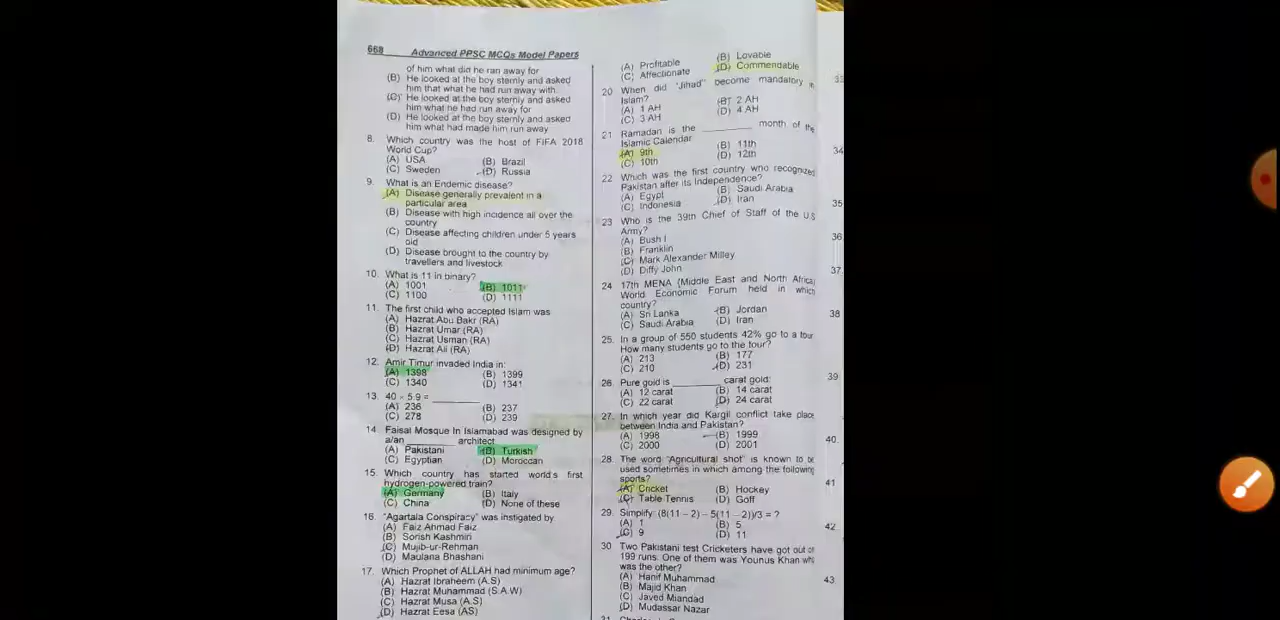 668 Advanced PPSC MCQs Model Papers
of him what did he ran away for
(B) He looked at the boy sternly and asked
him that what he had run away with
(C) He looked at the boy sternly and asked
him what he had run away for
(D) He looked at the boy sternly and asked
him what had made him run away
8. Which country was the host of FIFA 2018
World Cup?
(A) USA (B) Brazil
(C) Sweden (D) Russia
9. What is an Endemic disease?
(A) Disease generally prevalent in a
particular area
(B) Disease with high incidence all over the
country
(C) Disease affecting children under 5 years
old
(D) Disease brought to the country by
travellers and livestock
10. What is 11 in binary?
(A) 1001 (B) 1011
(C) 1100 (D) 1111
11. The first child who accepted Islam was
(A) Hazrat Abu Bakr (RA)
(B) Hazrat Umar (RA)
(C) Hazrat Usman (RA)
(D) Hazrat Ali (RA)
12. Amir Timur invaded India in:
(A) 1398 (B) 1399
(C) 1340 (D) 1341
13. 40 × 5.9 = ________
(A) 236 (B) 237
(C) 278 (D) 239
14. Faisal Mosque In Islamabad was designed by
a/an ________ architect
(A) Pakistani (B) Turkish
(C) Egyptian (D) Moroccan
15. Which country has started world's first
hydrogen-powered train?
(A) Germany (B) Italy
(C) China (D) None of these
16. "Agartala Conspiracy" was instigated by
(A) Faiz Ahmad Faiz
(B) Sorish Kashmiri
(C) Mujib-ur-Rehman
(D) Maulana Bhashani
17. Which Prophet of ALLAH had minimum age?
(A) Hazrat Ibraheem (A.S)
(B) Hazrat Muhammad (S.A.W)
(C) Hazrat Musa (A.S)
(D) Hazrat Eesa (AS)
(A) Profitable (B) Lovable
(C) Affectionate (D) Commendable
20 When did "Jihad" become mandatory in
Islam?
(A) 1 AH (B) 2 AH
(C) 3 AH (D) 4 AH
21 Ramadan is the ________ month of the
Islamic Calendar
(A) 9th (B) 11th
(C) 10th (D) 12th
22 Which was the first country who recognized
Pakistan after its Independence?
(A) Egypt (B) Saudi Arabia
(C) Indonesia (D) Iran
23 Who is the 39th Chief of Staff of the U.S
Army?
(A) Bush I
(B) Franklin
(C) Mark Alexander Milley
(D) Diffy John
24 17th MENA (Middle East and North Africa)
World Economic Forum held in which
country?
(A) Sri Lanka (B) Jordan
(C) Saudi Arabia (D) Iran
25. In a group of 550 students 42% go to a tour
How many students go to the tour?
(A) 213 (B) 177
(C) 210 (D) 231
26. Pure gold is ________ carat gold:
(A) 12 carat (B) 14 carat
(C) 22 carat (D) 24 carat
27. In which year did Kargil conflict take place
between India and Pakistan?
(A) 1998 (B) 1999
(C) 2000 (D) 2001
28. The word "Agricultural shot" is known to be
used sometimes in which among the following
sports?
(A) Cricket (B) Hockey
(C) Table Tennis (D) Golf
29. Simplify: (8(11 – 2) – 5(11 – 2))/3 = ?
(A) 1 (B) 5
(C) 9 (D) 11
30 Two Pakistani test Cricketers have got out at
199 runs. One of them was Younus Khan who
was the other?
(A) Hanif Muhammad
(B) Majid Khan
(C) Javed Miandad
(D) Mudassar Nazar
33
34
35
36
37
38
39
40.
41
42
43